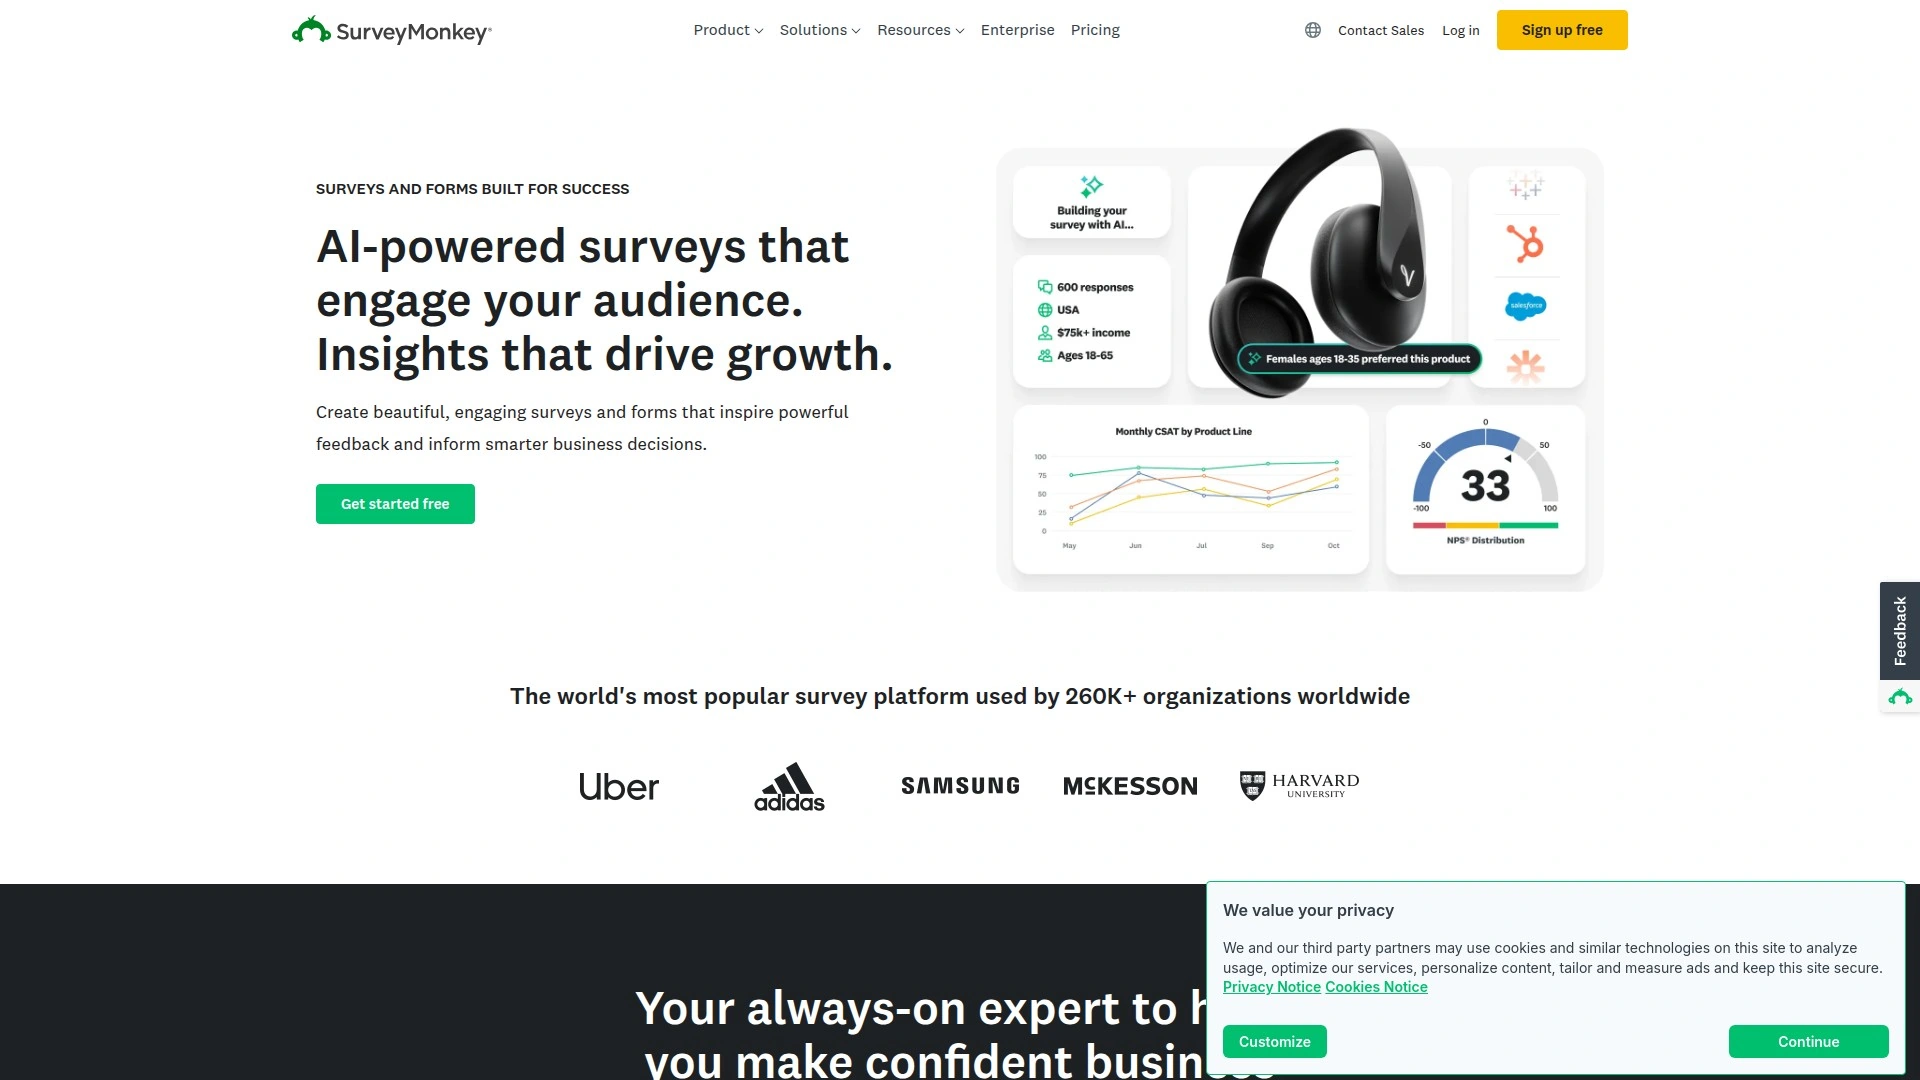 SurveyMonkey®
Product
Solutions
Resources
Enterprise
Pricing
Contact Sales
Log in
Sign up free
SURVEYS AND FORMS BUILT FOR SUCCESS
AI-powered surveys that
engage your audience.
Insights that drive growth.
Create beautiful, engaging surveys and forms that inspire powerful
feedback and inform smarter business decisions.
Get started free
Building your
survey with AI...
600 responses
USA
$75k+ income
Ages 18-65
Females ages 18-35 preferred this product
salesforce
Monthly CSAT by Product Line
100
75
50
25
0
May
Jun
Jul
Sep
Oct
0
-50
50
33
-100
100
NPS® Distribution
Feedback
The world's most popular survey platform used by 260K+ organizations worldwide
Uber
adidas
SAMSUNG
MCKESSON
HARVARD
UNIVERSITY
Your always-on expert to h
you make confident busin
We value your privacy
We and our third party partners may use cookies and similar technologies on this site to analyze
usage, optimize our services, personalize content, tailor and measure ads and keep this site secure.
Privacy Notice Cookies Notice
Customize
Continue